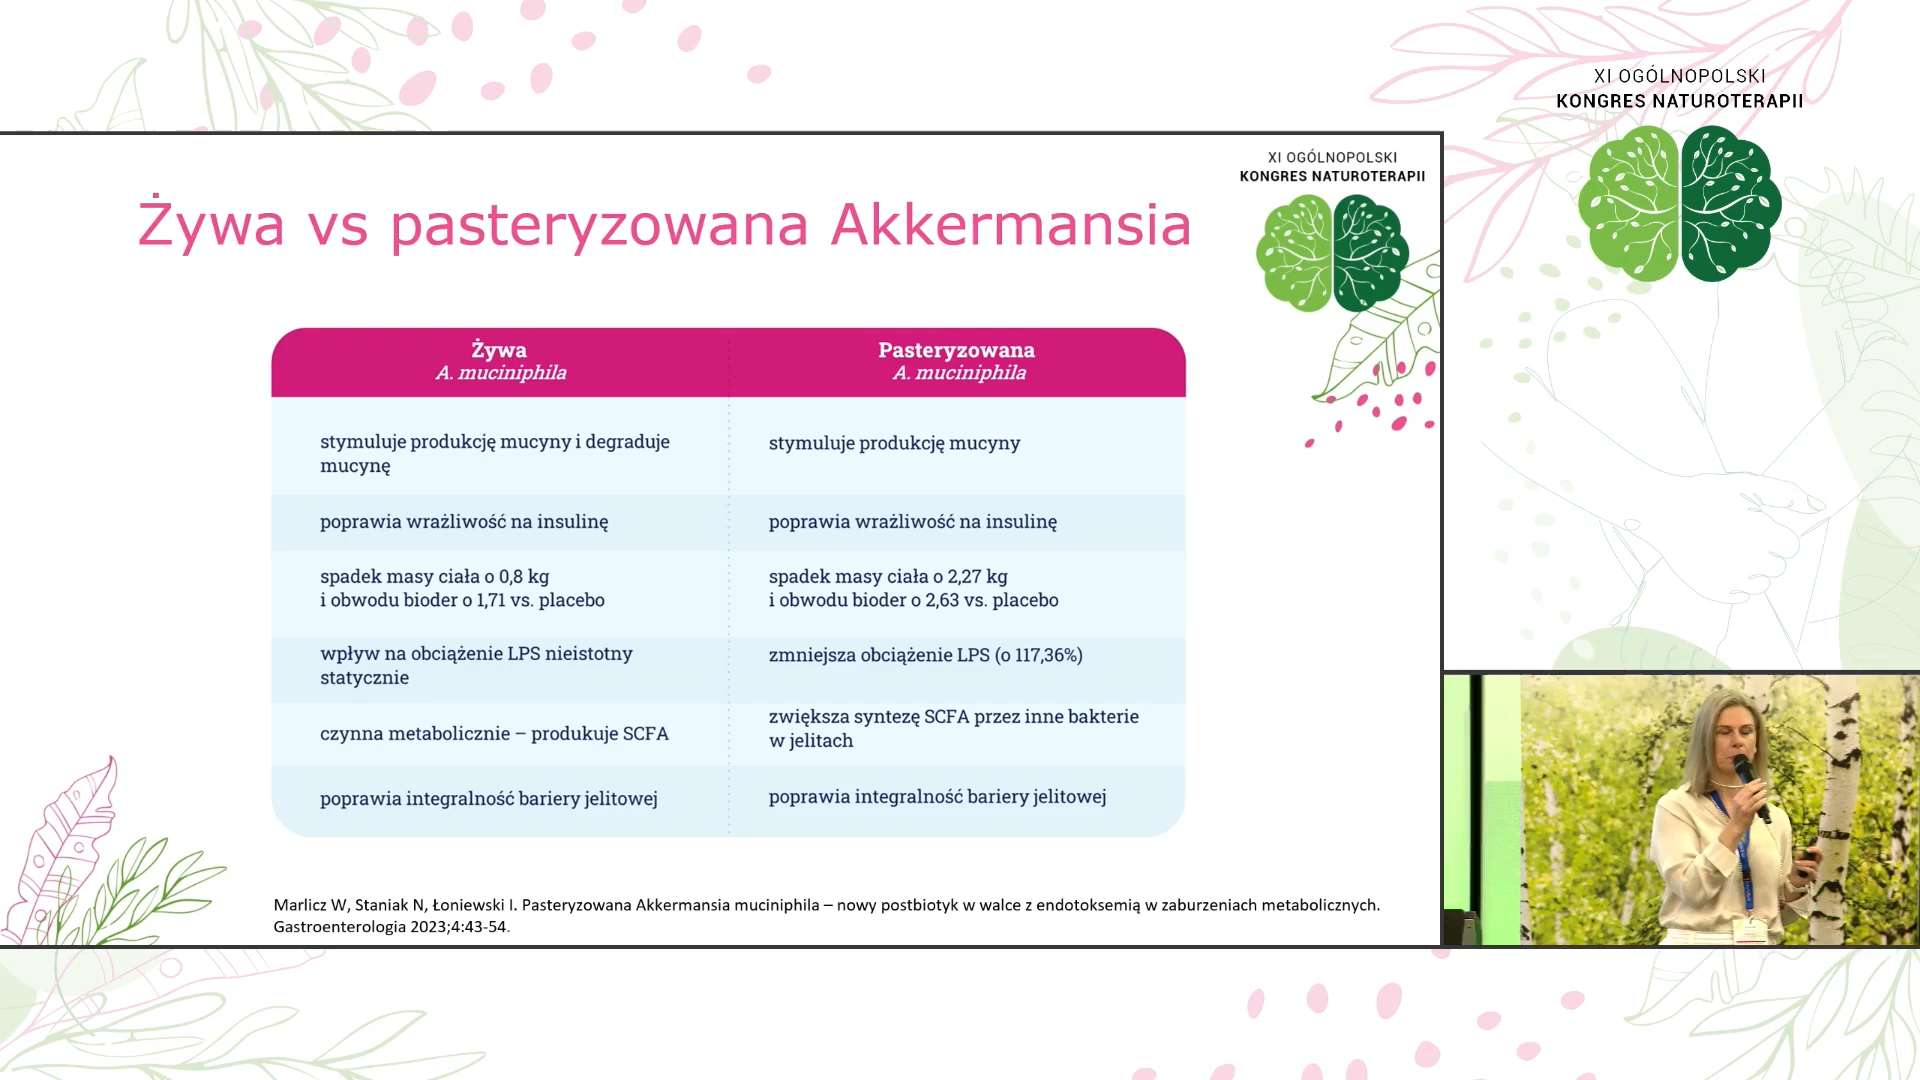 XI OGÓLNOPOLSKI
KONGRES NATUROTERAPII
XI OGÓLNOPOLSKI
KONGRES NATUROTERAPII
Żywa vs pasteryzowana Akkermansia
Żywa
A. muciniphila
Pasteryzowana
A. muciniphila
stymuluje produkcję mucyny i degraduje
mucynę
stymuluje produkcję mucyny
poprawia wrażliwość na insulinę
poprawia wrażliwość na insulinę
spadek masy ciała o 0,8 kg
i obwodu bioder o 1,71 vs. placebo
spadek masy ciała o 2,27 kg
i obwodu bioder o 2,63 vs. placebo
wpływ na obciążenie LPS nieistotny
statycznie
zmniejsza obciążenie LPS (o 117,36%)
czynna metabolicznie – produkuje SCFA
zwiększa syntezę SCFA przez inne bakterie
w jelitach
poprawia integralność bariery jelitowej
poprawia integralność bariery jelitowej
Marlicz W, Staniak N, Łoniewski I. Pasteryzowana Akkermansia muciniphila – nowy postbiotyk w walce z endotoksemią w zaburzeniach metabolicznych.
Gastroenterologia 2023;4:43-54.